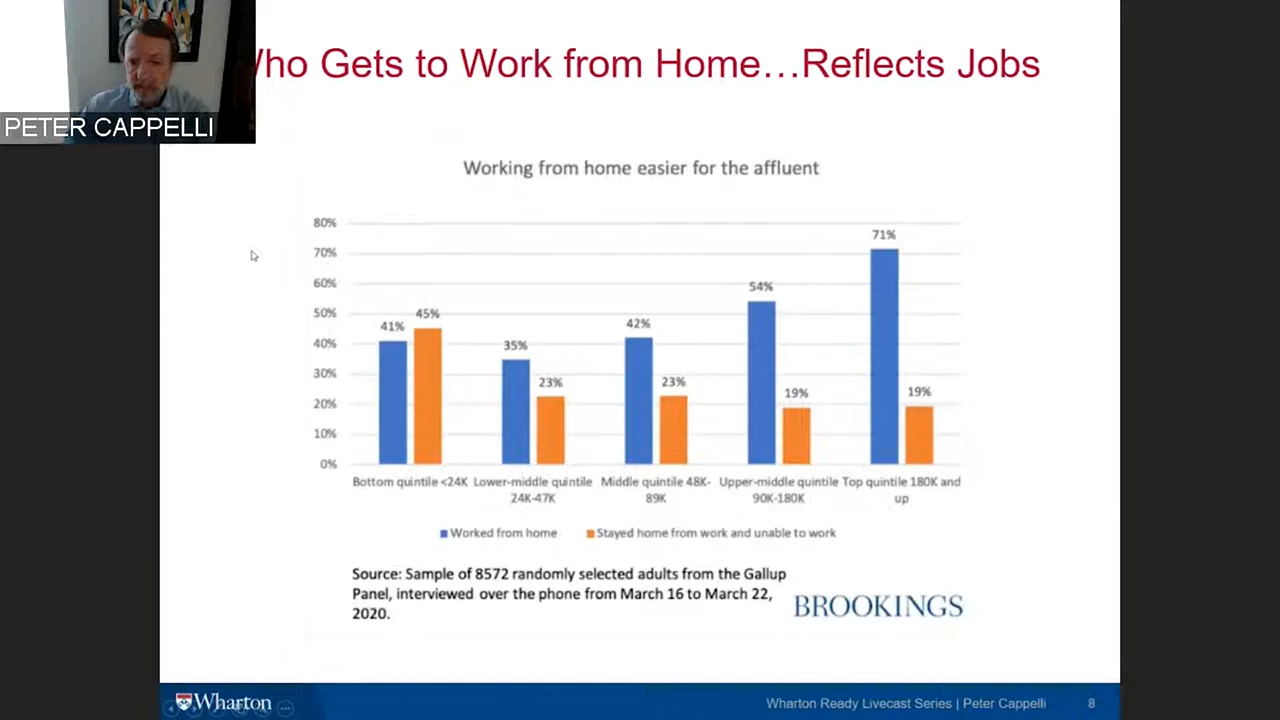 Who Gets to Work from Home…Reflects Jobs
PETER CAPPELLI
Working from home easier for the affluent
80%
70%
60%
50%
40%
30%
20%
10%
0%
41%
45%
35%
23%
42%
23%
54%
19%
71%
19%
Bottom quintile <24K
Lower-middle quintile
24K-47K
Middle quintile 48K-
89K
Upper-middle quintile
90K-180K
Top quintile 180K and
up
Worked from home
Stayed home from work and unable to work
Source: Sample of 8572 randomly selected adults from the Gallup
Panel, interviewed over the phone from March 16 to March 22,
2020.
BROOKINGS
Wharton
Wharton Ready Livecast Series | Peter Cappelli
8